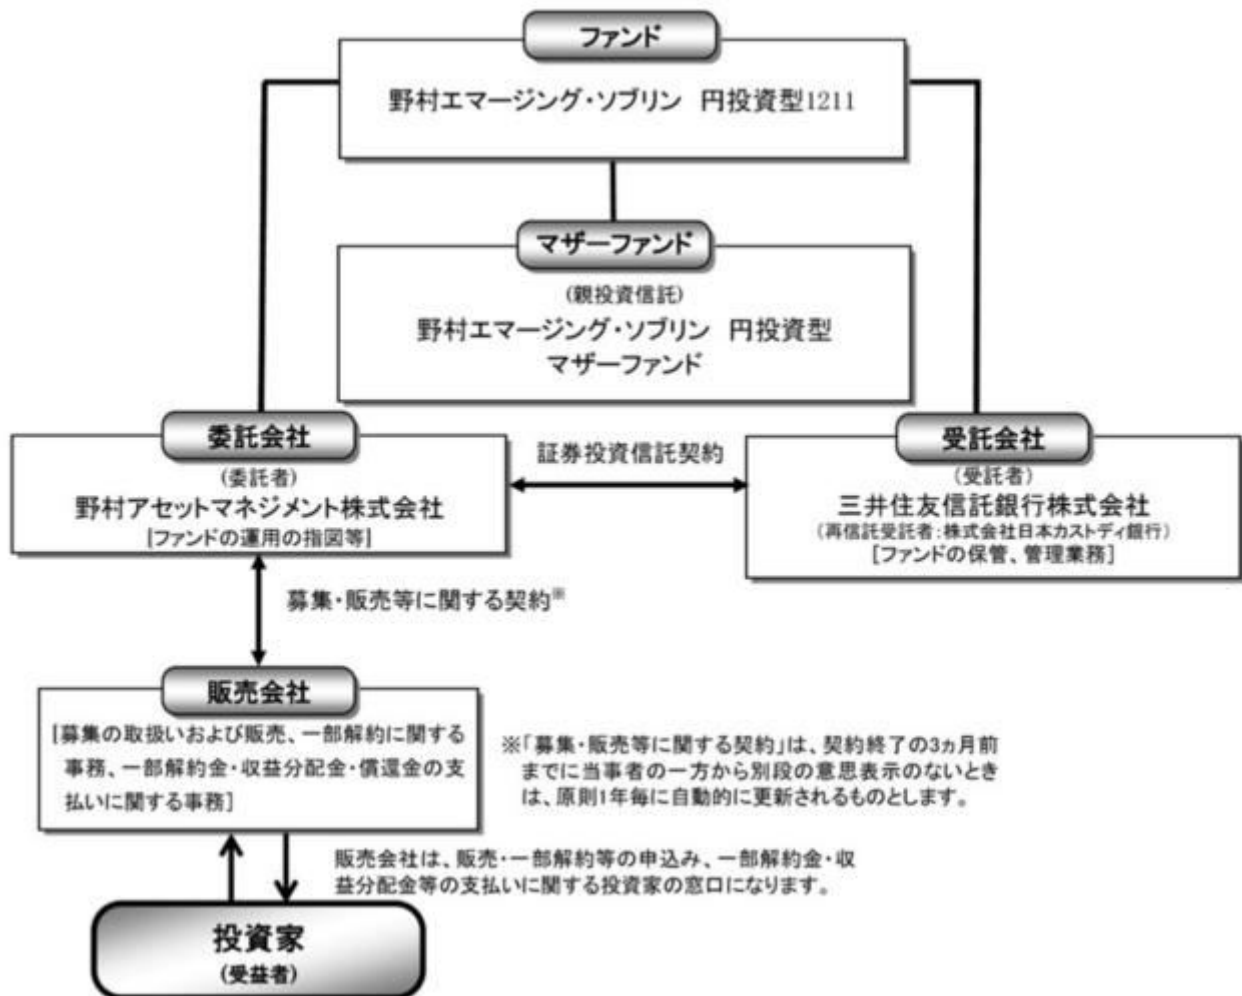 ファンド
野村エマージング・ソブリン　円投資型1211
マザーファンド
(親投資信託)
野村エマージング・ソブリン　円投資型
マザーファンド
委託会社
(委託者)
野村アセットマネジメント株式会社
[ファンドの運用の指図等]
証券投資信託契約
受託会社
(受託者)
三井住友信託銀行株式会社
(再信託受託者:株式会社日本カストディ銀行)
[ファンドの保管、管理業務]
募集・販売等に関する契約※
販売会社
[募集の取扱いおよび販売、一部解約に関する
事務、一部解約金・収益分配金・償還金の支
払いに関する事務]
※「募集・販売等に関する契約」は、契約終了の3ヵ月前
までに当事者の一方から別段の意思表示のないとき
は、原則1年毎に自動的に更新されるものとします。
販売会社は、販売・一部解約等の申込み、一部解約金・収
益分配金等の支払いに関する投資家の窓口になります。
投資家
(受益者)